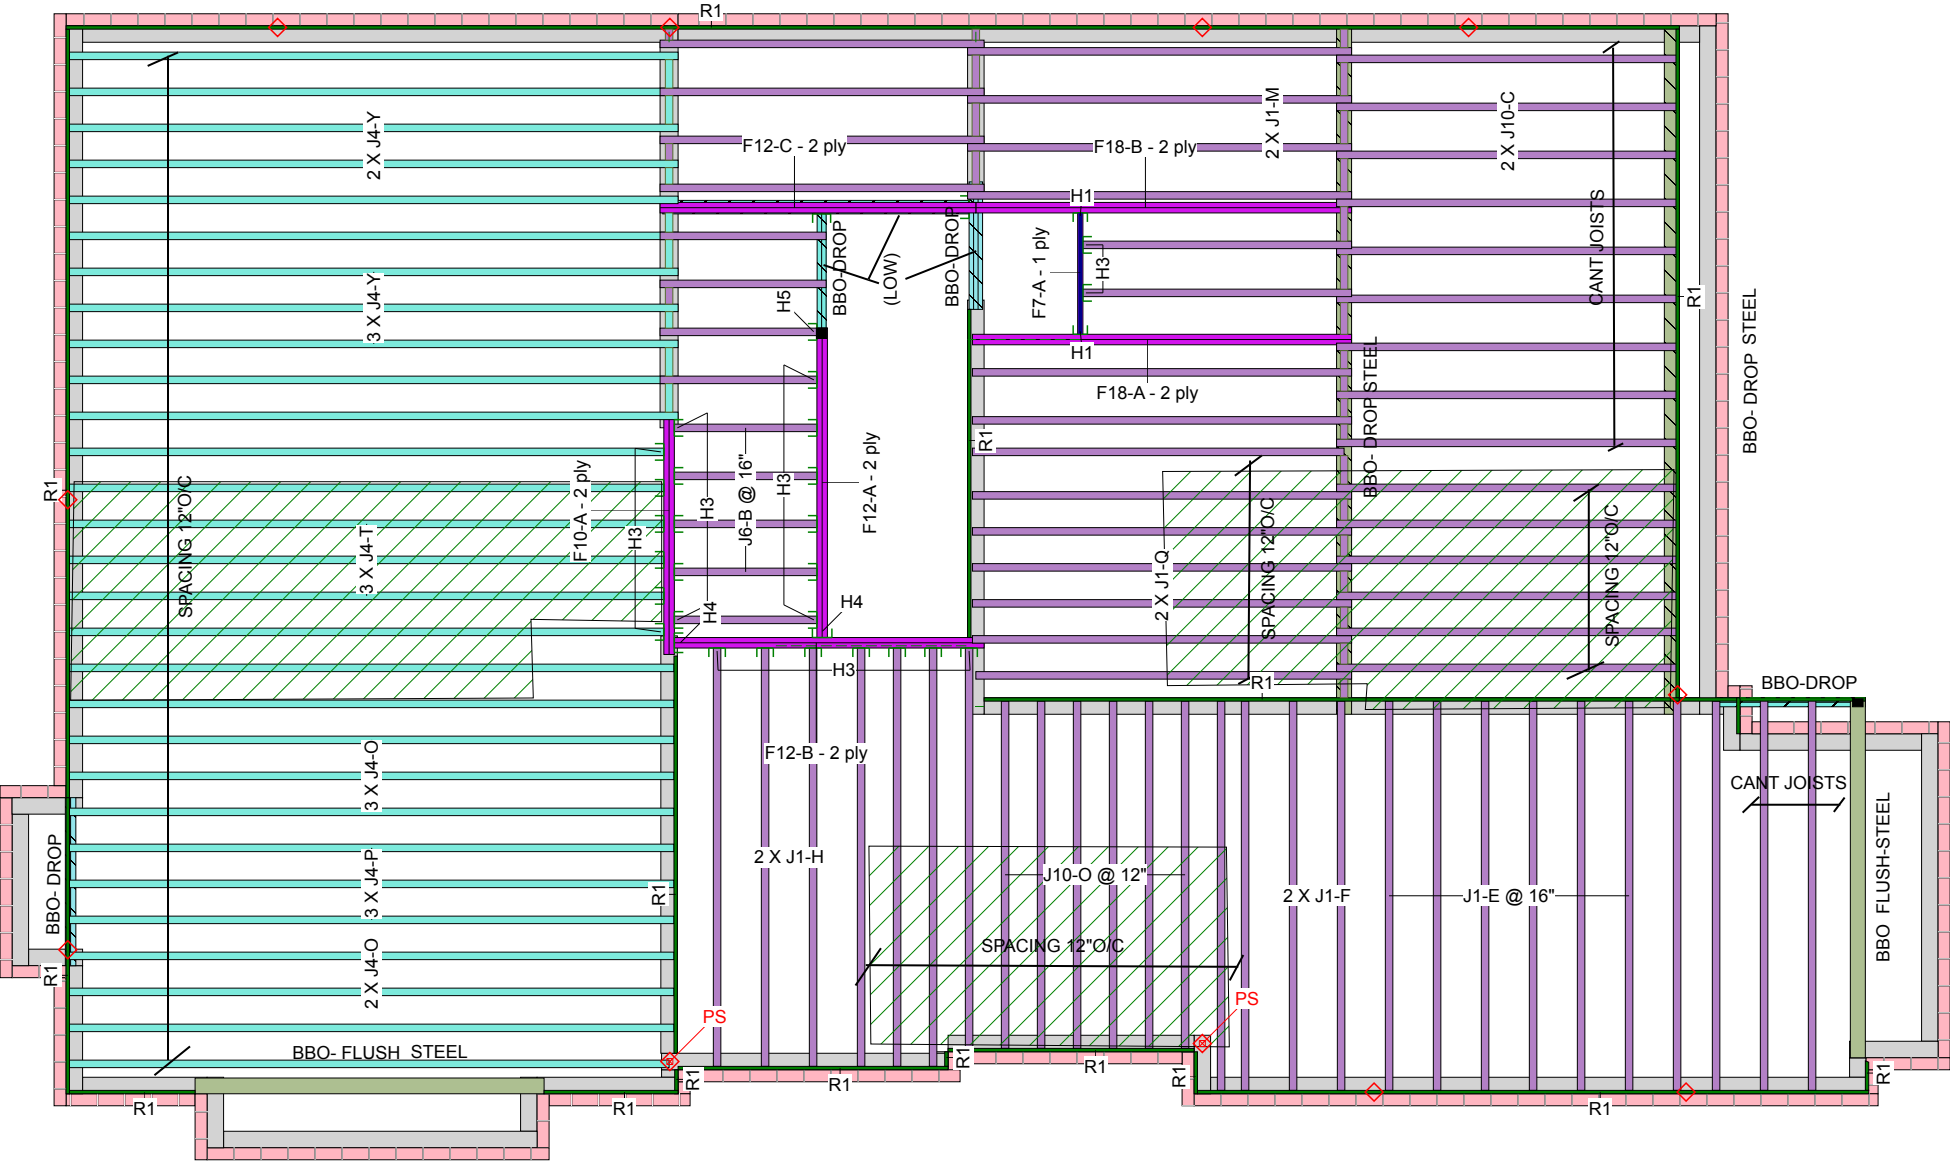 R1
2 X J4-Y
F12-C - 2 ply
F18-B - 2 ply
2 X J1-M
2 X J10-C
H1
BBO-DROP
(LOW)
BBO-DROP
F7-A - 1 ply
H3
CANT JOISTS
R1
BBO- DROP STEEL
3 X J4-Y
H5
H1
F18-A - 2 ply
BBO- DROP STEEL
R1
SPACING 12"O/C
F10-A - 2 ply
H3
H3
J6-B @ 16"
H3
F12-A - 2 ply
R1
3 X J4-T
2 X J1-Q
SPACING 12"O/C
SPACING 12"O/C
H4
H4
H3
R1
BBO-DROP
F12-B - 2 ply
3 X J4-O
CANT JOISTS
BBO FLUSH-STEEL
BBO- DROP
3 X J4-P
2 X J1-H
J10-O @ 12"
2 X J1-F
J1-E @ 16"
R1
SPACING 12"O/C
2 X J4-O
R1
PS
PS
BBO- FLUSH STEEL
R1
R1
R1
R1
R1
R1
R1
R1
R1
R1